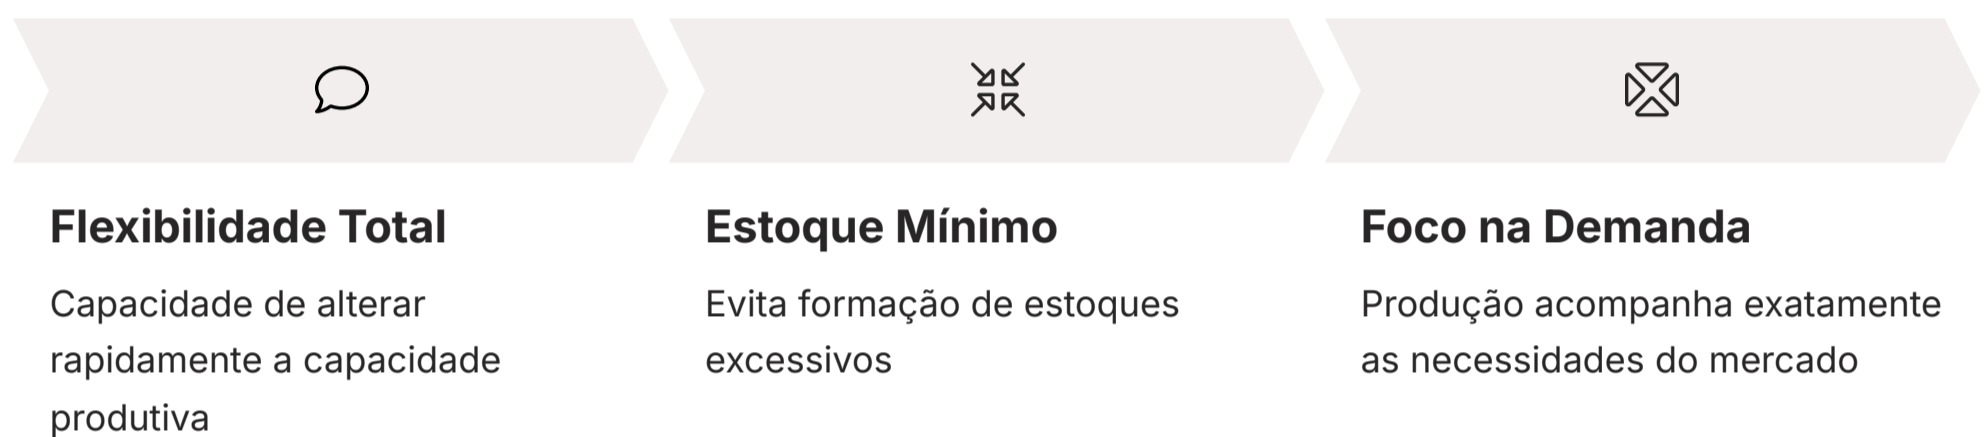 Flexibilidade Total
Capacidade de alterar
rapidamente a capacidade
produtiva
Estoque Mínimo
Evita formação de estoques
excessivos
Foco na Demanda
Produção acompanha exatamente
as necessidades do mercado